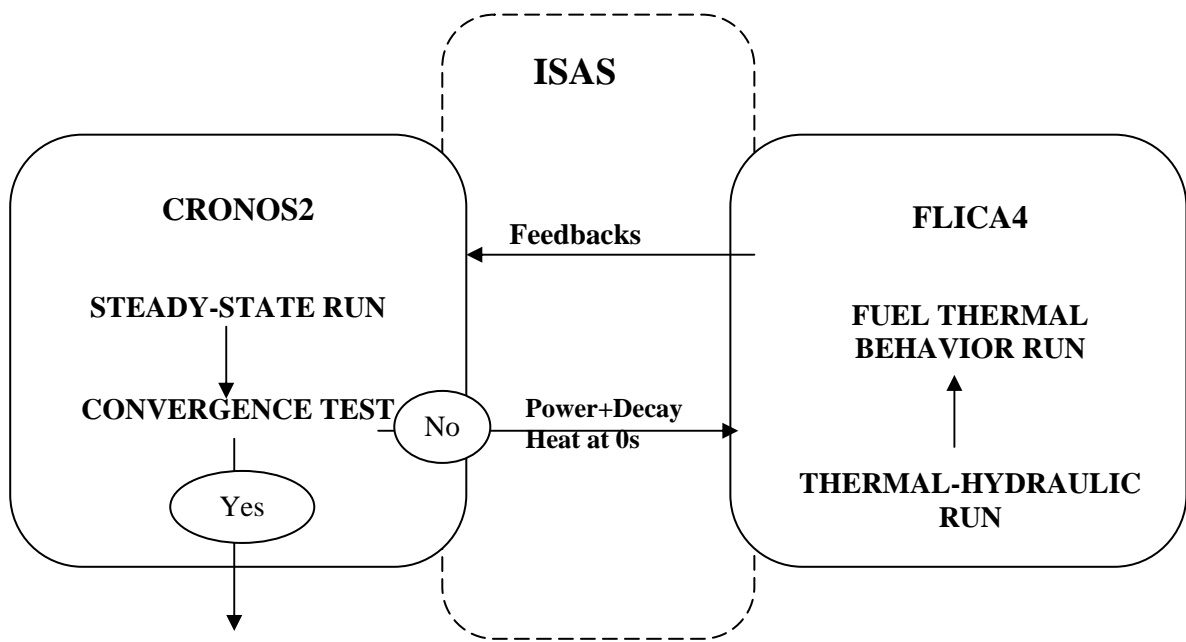 ISAS
CRONOS2
STEADY-STATE RUN
CONVERGENCE TEST
Yes
No
Feedbacks
Power+Decay
Heat at 0s
FLICA4
FUEL THERMAL
BEHAVIOR RUN
THERMAL-HYDRAULIC
RUN